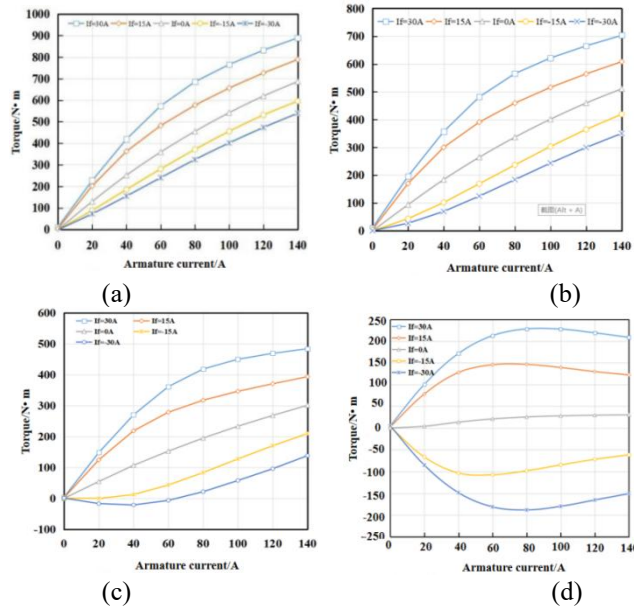 If=30A If=15A If=0A If=-15A If=-30A
Torque/N• m
1000
900
800
700
600
500
400
300
200
100
0
0 20 40 60 80 100 120 140
Armature current/A
(a)
If=30A If=15A If=0A If=-15A If=-30A
Torque/N• m
800
700
600
500
400
300
200
100
0
截图(Alt + A)
0 20 40 60 80 100 120 140
Armature current/A
(b)
If=30A If=15A
If=0A If=-15A
If=-30A
Torque/N• m
600
500
400
300
200
100
0
-100
0 20 40 60 80 100 120 140
Armature current/A
(c)
If=30A
If=15A
If=0A
If=-15A
If=-30A
Torque/N• m
250
200
150
100
50
0
-50
-100
-150
-200
-250
0 20 40 60 80 100 120 140
Armature current/A
(d)